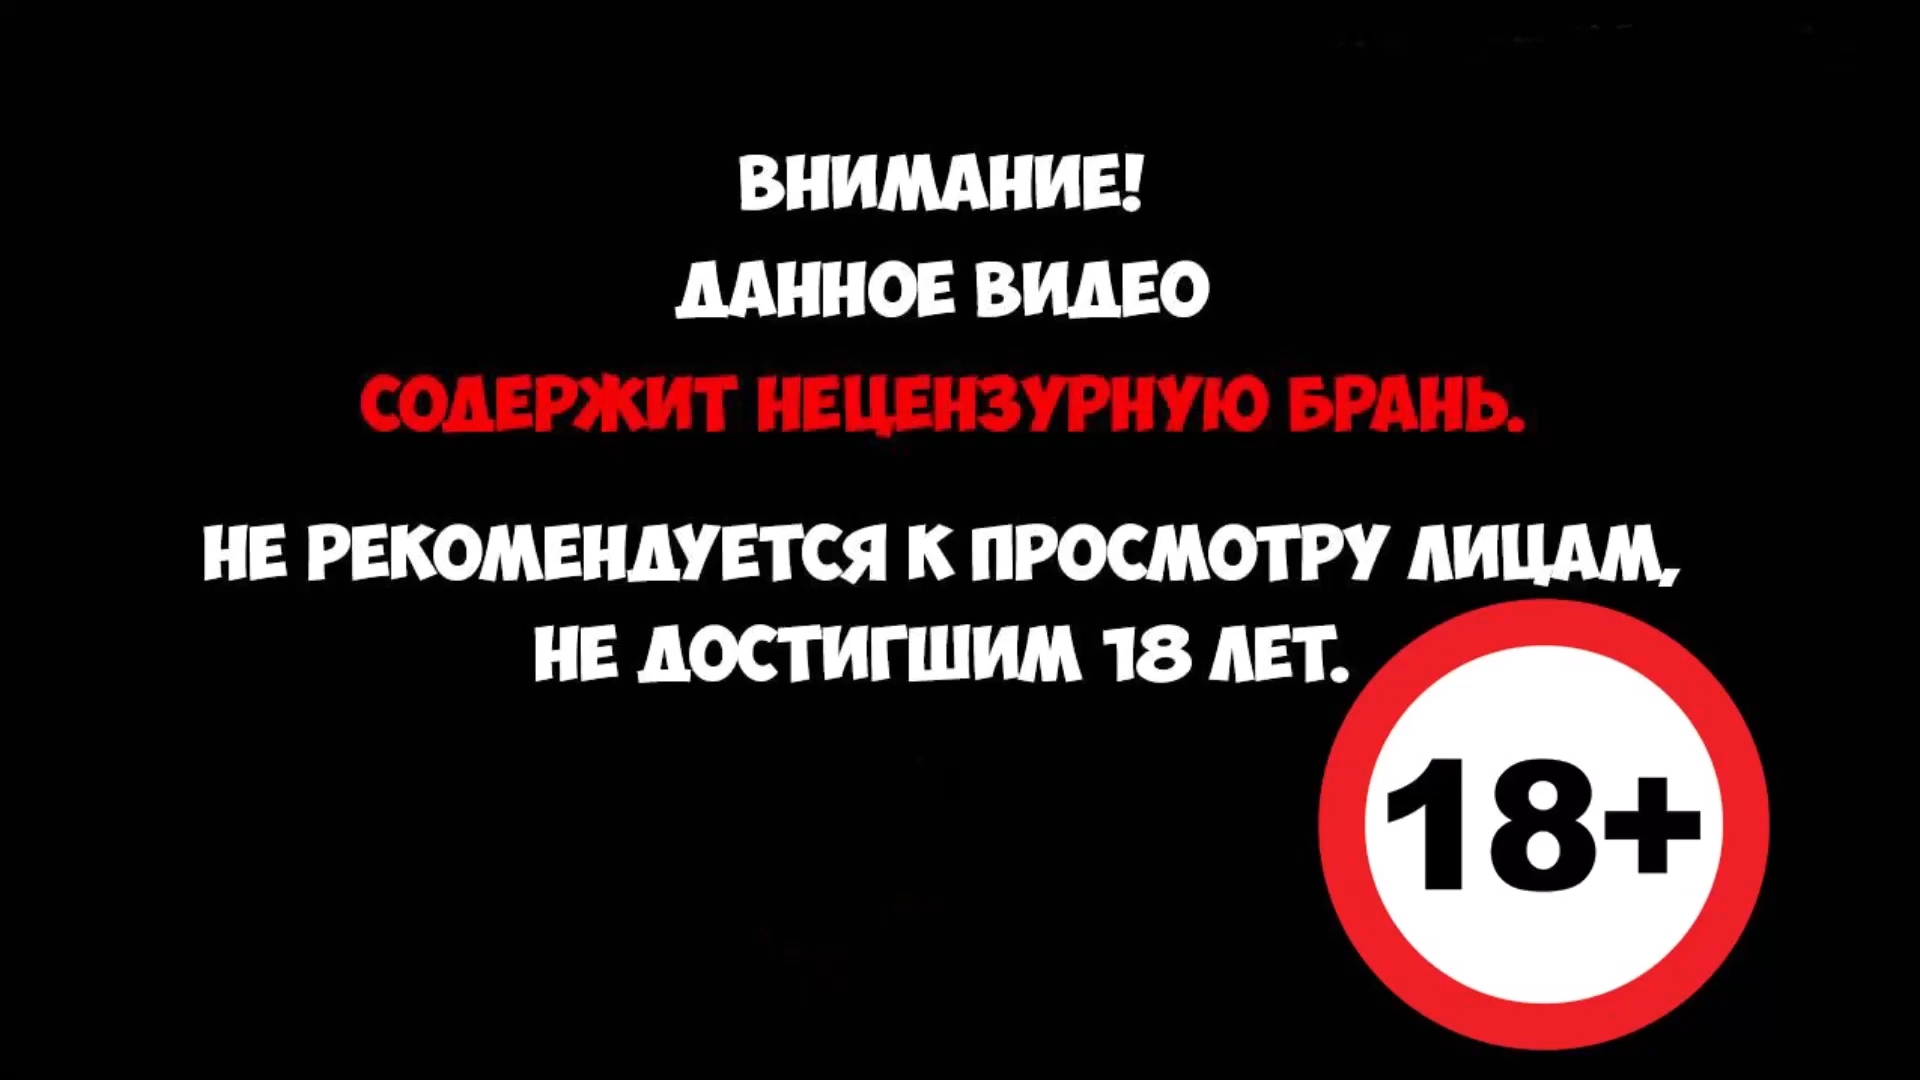 ВНИМАНИЕ!
ДАННОЕ ВИДЕО
СОДЕРЖИТ НЕЦЕНЗУРНУЮ БРАНЬ.
НЕ РЕКОМЕНДУЕТСЯ К ПРОСМОТРУ ЛИЦАМ,
НЕ ДОСТИГШИМ 18 ЛЕТ.
18+